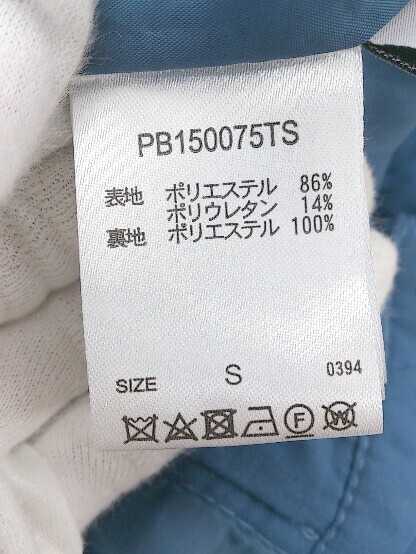 PB150075TS
表地 ポリエステル 86%
ポリウレタン 14%
裏地 ポリエステル 100%
SIZE S 0394
F W